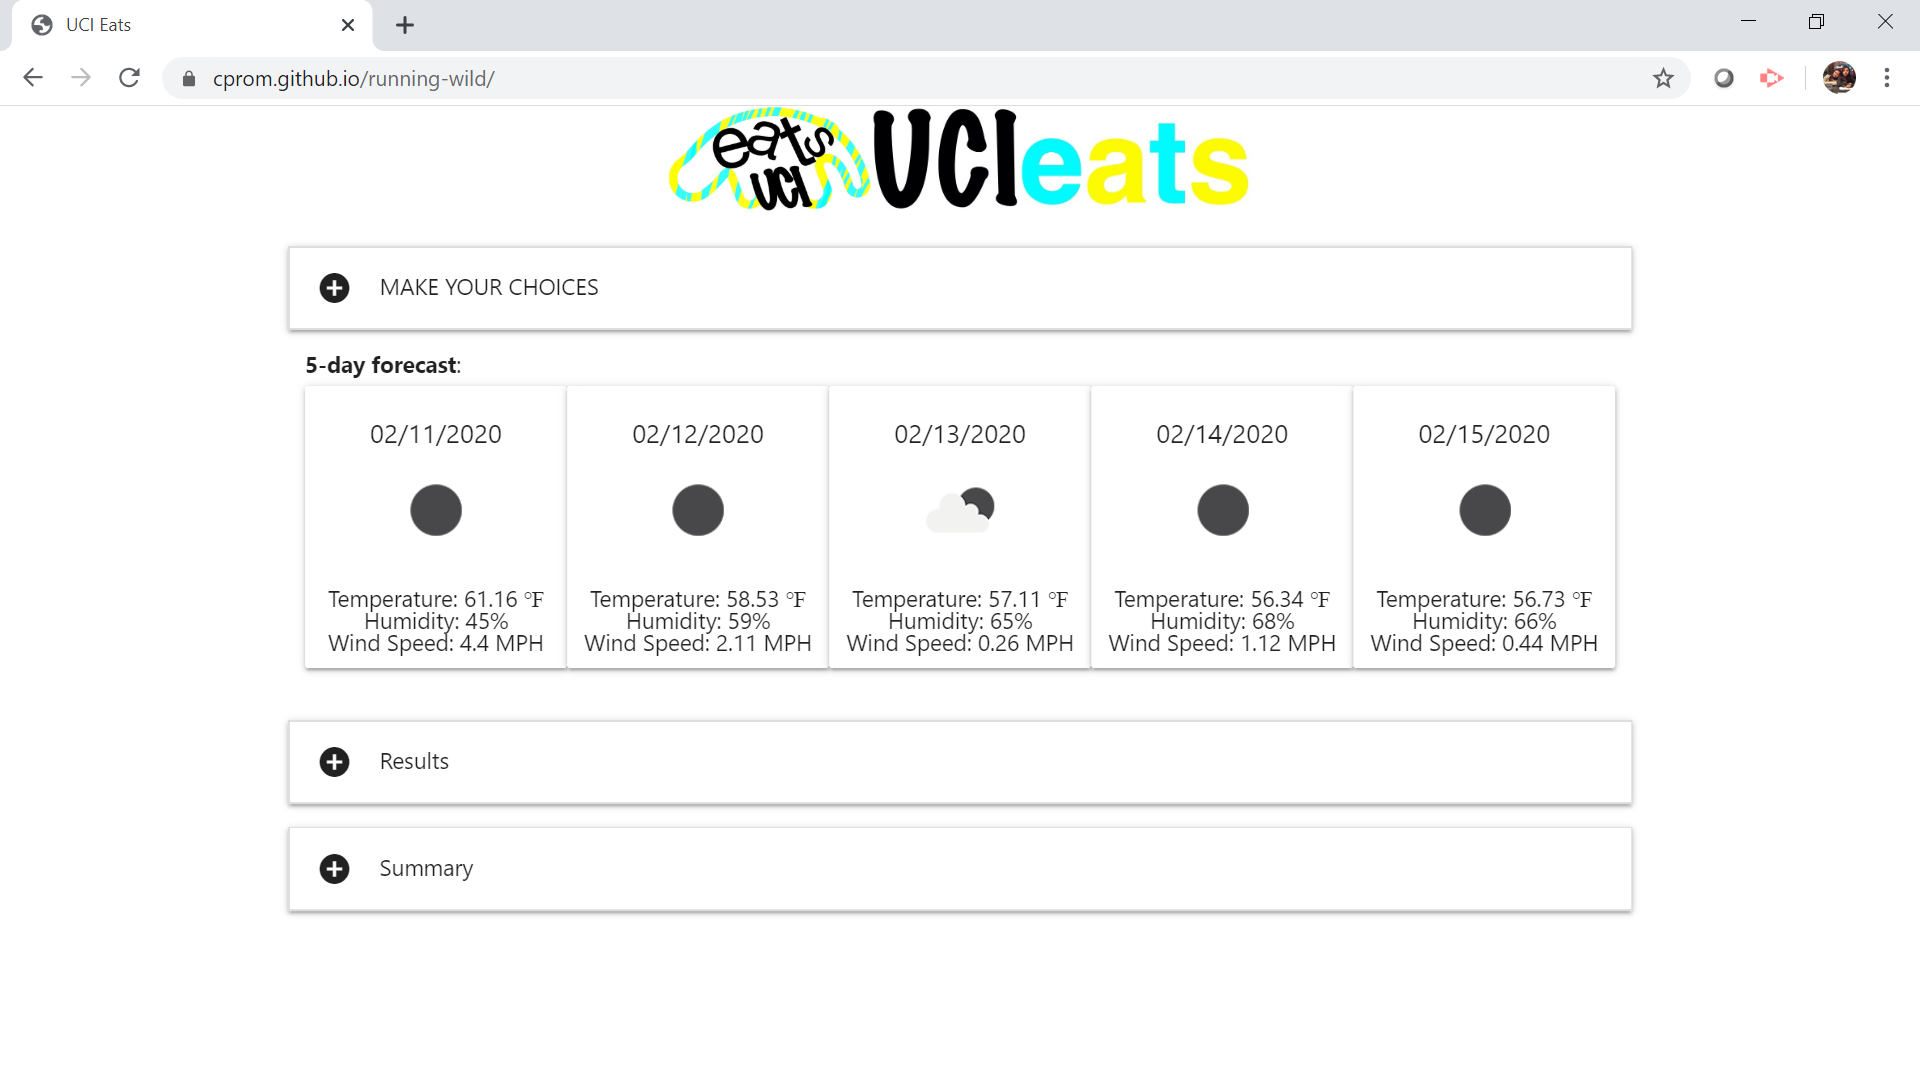 UCI Eats
cprom.github.io/running-wild/
eats
UCI
UCIeats
MAKE YOUR CHOICES
5-day forecast:
02/11/2020
Temperature: 61.16 °F
Humidity: 45%
Wind Speed: 4.4 MPH
02/12/2020
Temperature: 58.53 °F
Humidity: 59%
Wind Speed: 2.11 MPH
02/13/2020
Temperature: 57.11 °F
Humidity: 65%
Wind Speed: 0.26 MPH
02/14/2020
Temperature: 56.34 °F
Humidity: 68%
Wind Speed: 1.12 MPH
02/15/2020
Temperature: 56.73 °F
Humidity: 66%
Wind Speed: 0.44 MPH
Results
Summary